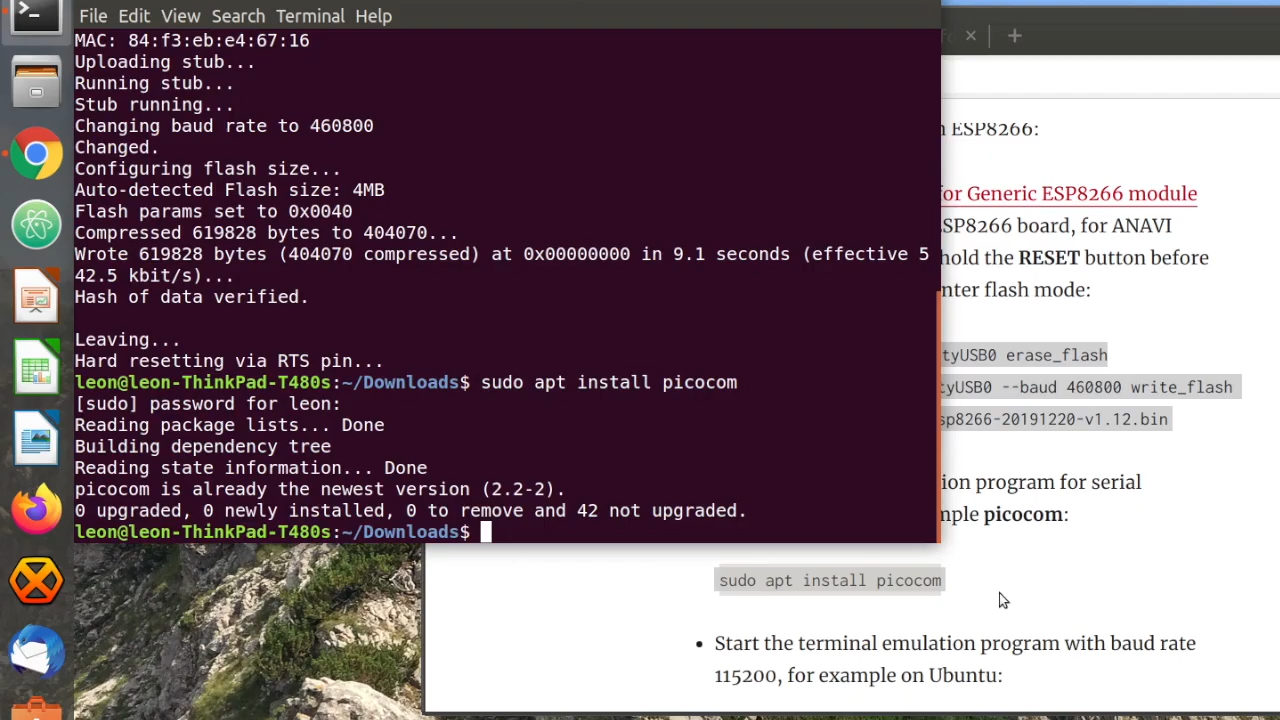 File Edit View Search Terminal Help
MAC: 84:f3:eb:e4:67:16
Uploading stub...
Running stub...
Stub running...
Changing baud rate to 460800
Changed.
Configuring flash size...
Auto-detected Flash size: 4MB
Flash params set to 0x0040
Compressed 619828 bytes to 404070...
Wrote 619828 bytes (404070 compressed) at 0x00000000 in 9.1 seconds (effective 5
42.5 kbit/s)...
Hash of data verified.
Leaving...
Hard resetting via RTS pin...
leon@leon-ThinkPad-T480s:~/Downloads$ sudo apt install picocom
[sudo] password for leon:
Reading package lists... Done
Building dependency tree
Reading state information... Done
picocom is already the newest version (2.2-2).
0 upgraded, 0 newly installed, 0 to remove and 42 not upgraded.
leon@leon-ThinkPad-T480s:~/Downloads$
ESP8266:
for Generic ESP8266 module
ESP8266 board, for ANAVI
hold the RESET button before
enter flash mode:
tyUSB0 erase_flash
tyUSB0 --baud 460800 write_flash
sp8266-20191220-v1.12.bin
ion program for serial
mple picocom:
sudo apt install picocom
• Start the terminal emulation program with baud rate
115200, for example on Ubuntu: